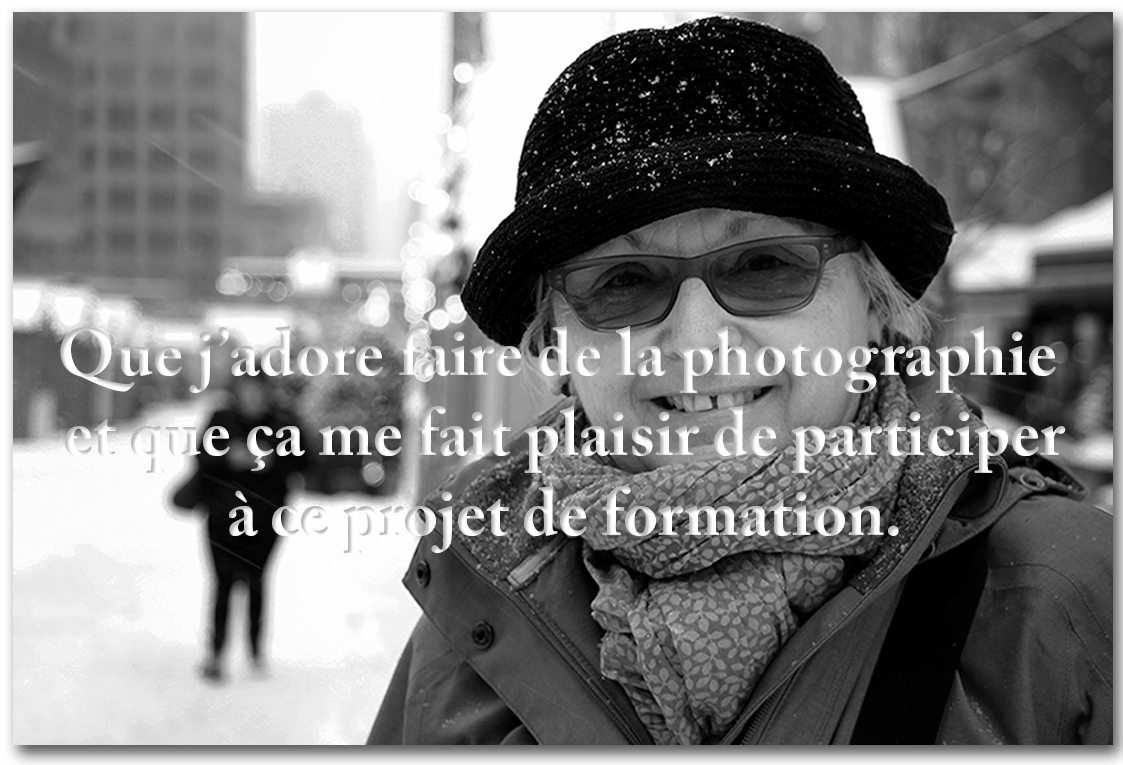 Que j’adore faire de la photographie
et que ça me fait plaisir de participer
à ce projet de formation.